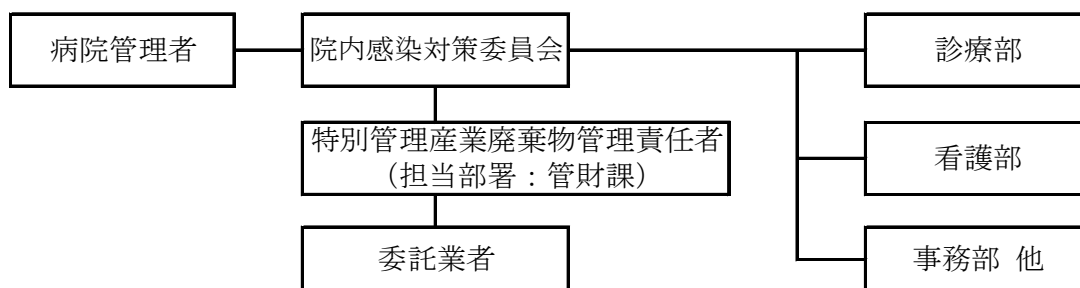 病院管理者
院内感染対策委員会
診療部
特別管理産業廃棄物管理責任者
（担当部署：管財課）
看護部
委託業者
事務部 他